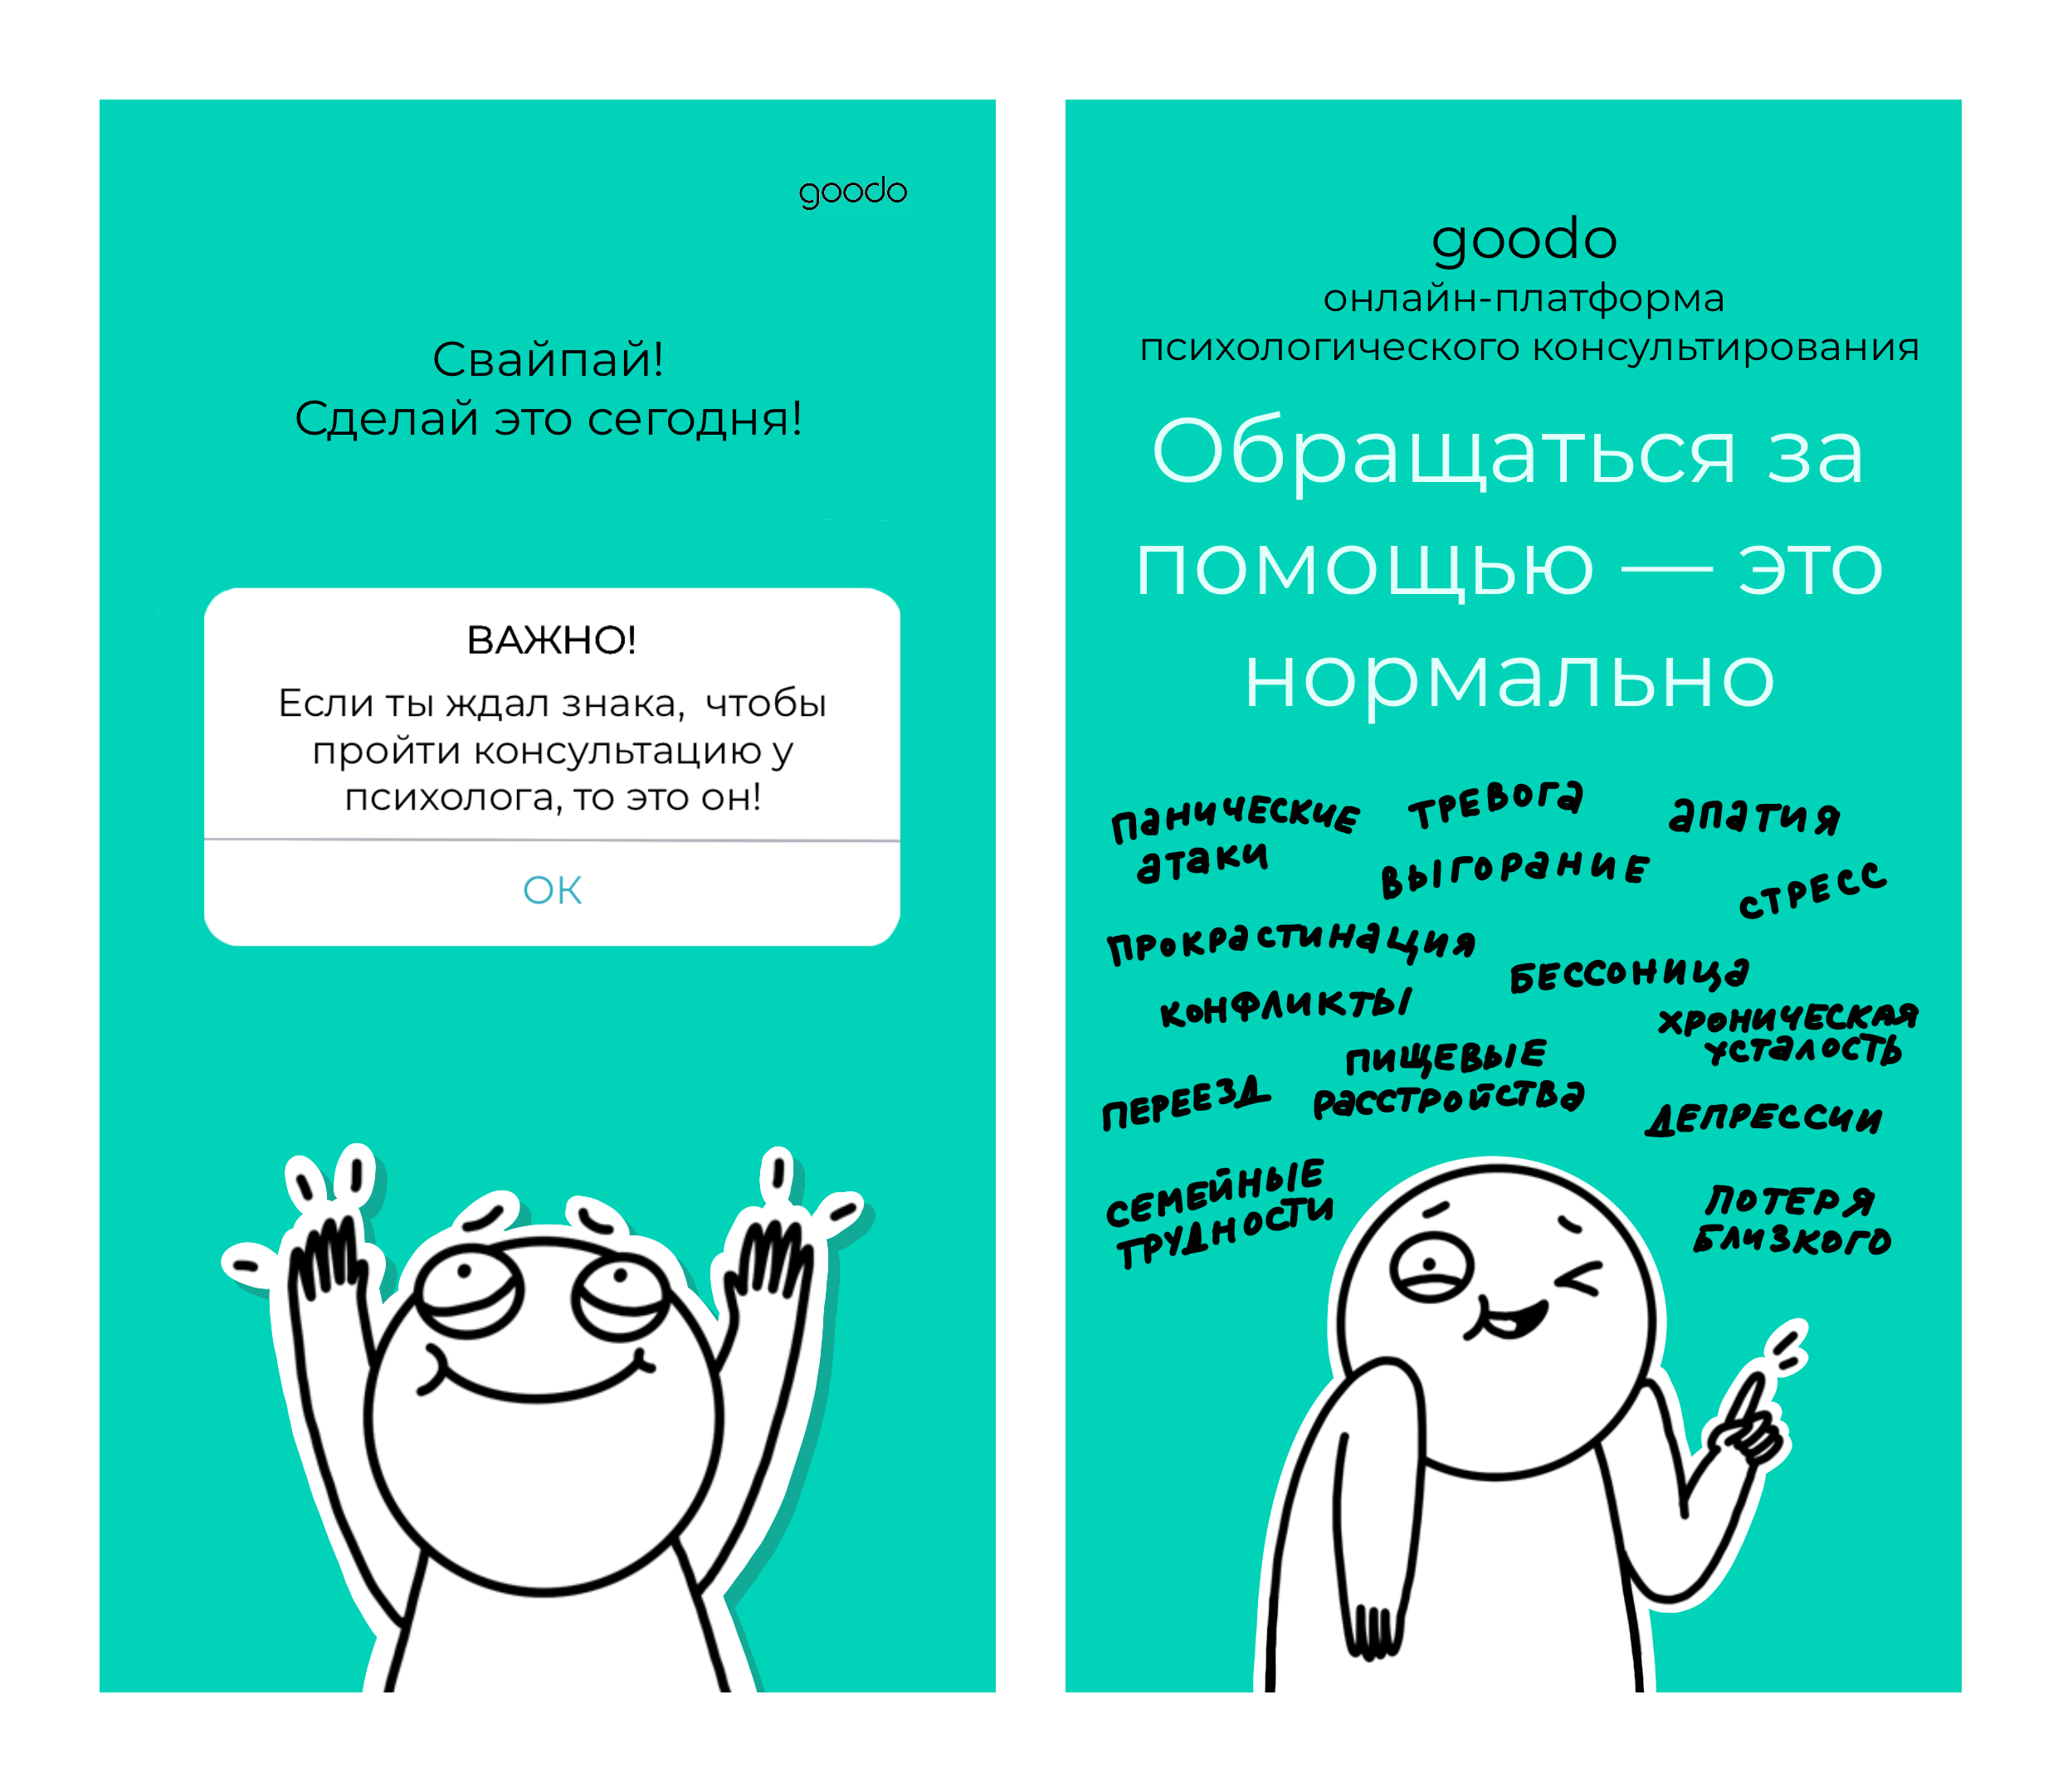 goodo
Свайпай!
Сделай это сегодня!
ВАЖНО!
Если ты ждал знака, чтобы
пройти консультацию у
психолога, то это он!
ОК
goodo
онлайн-платформа
психологического консультирования
Обращаться за
помощью — это
нормально
панические
атаки
тревога
апатия
выгорание
стресс
прокрастинация
бессоница
конфликты
хроническая
усталость
пищевые
расстройства
переезд
депрессии
семейные
трудности
потеря
близкого